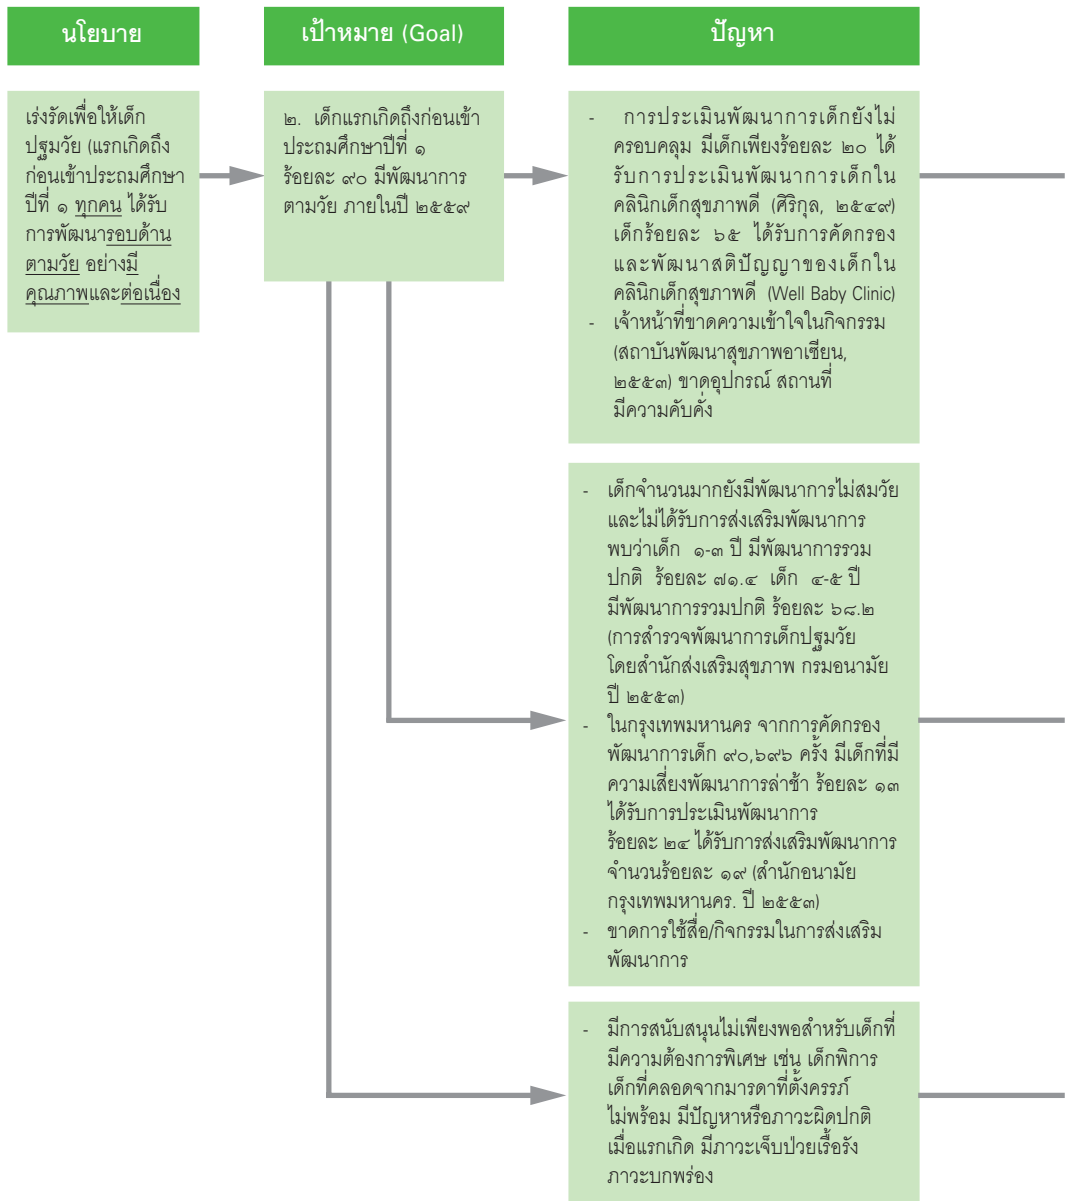 นโยบาย
เป้าหมาย (Goal)
ปัญหา
เร่งรัดเพื่อให้เด็ก
ปฐมวัย (แรกเกิดถึง
ก่อนเข้าประถมศึกษา
ปีที่ ๑ ทุกคน ได้รับ
การพัฒนารอบด้าน
ตามวัย อย่างมี
คุณภาพและต่อเนื่อง
๒. เด็กแรกเกิดถึงก่อนเข้า
ประถมศึกษาปีที่ ๑
ร้อยละ ๙๐ มีพัฒนาการ
ตามวัย ภายในปี ๒๕๕๙
- การประเมินพัฒนาการเด็กยังไม่
ครอบคลุม มีเด็กเพียงร้อยละ ๒๐ ได้
รับการประเมินพัฒนาการเด็กใน
คลินิกเด็กสุขภาพดี (ศิริกุล, ๒๕๔๙)
เด็กร้อยละ ๖๕ ได้รับการคัดกรอง
และพัฒนาสติปัญญาของเด็กใน
คลินิกเด็กสุขภาพดี (Well Baby Clinic)
- เจ้าหน้าที่ขาดความเข้าใจในกิจกรรม
(สถาบันพัฒนาสุขภาพอาเซียน,
๒๕๕๓) ขาดอุปกรณ์ สถานที่
มีความคับคั่ง
- เด็กจำนวนมากยังมีพัฒนาการไม่สมวัย
และไม่ได้รับการส่งเสริมพัฒนาการ
พบว่าเด็ก ๑-๓ ปี มีพัฒนาการรวม
ปกติ ร้อยละ ๗๑.๔ เด็ก ๔-๕ ปี
มีพัฒนาการรวมปกติ ร้อยละ ๖๘.๒
(การสำรวจพัฒนาการเด็กปฐมวัย
โดยสำนักส่งเสริมสุขภาพ กรมอนามัย
ปี ๒๕๕๓)
- ในกรุงเทพมหานคร จากการคัดกรอง
พัฒนาการเด็ก ๙๐,๖๙๖ ครั้ง มีเด็กที่มี
ความเสี่ยงพัฒนาการล่าช้า ร้อยละ ๑๓
ได้รับการประเมินพัฒนาการ
ร้อยละ ๒๔ ได้รับการส่งเสริมพัฒนาการ
จำนวนร้อยละ ๑๙ (สำนักอนามัย
กรุงเทพมหานคร. ปี ๒๕๕๓)
- ขาดการใช้สื่อ/กิจกรรมในการส่งเสริม
พัฒนาการ
- มีการสนับสนุนไม่เพียงพอสำหรับเด็กที่
มีความต้องการพิเศษ เช่น เด็กพิการ
เด็กที่คลอดจากมารดาที่ตั้งครรภ์
ไม่พร้อม มีปัญหาหรือภาวะผิดปกติ
เมื่อแรกเกิด มีภาวะเจ็บป่วยเรื้อรัง
ภาวะบกพร่อง